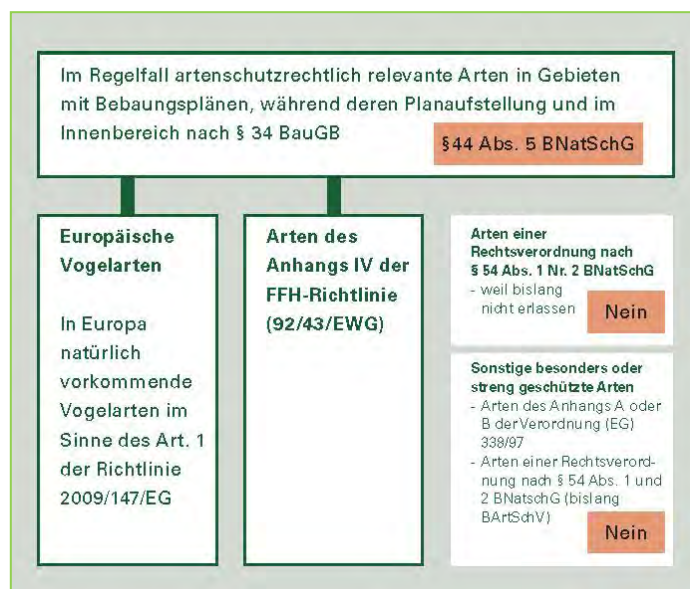 Im Regelfall artenschutzrechtlich relevante Arten in Gebieten
mit Bebaungsplänen, während deren Planaufstellung und im
Innenbereich nach § 34 BauGB
§44 Abs. 5 BNatSchG
Europäische
Vogelarten
In Europa
natürlich
vorkommende
Vogelarten im
Sinne des Art. 1
der Richtlinie
2009/147/EG
Arten des
Anhangs IV der
FFH-Richtlinie
(92/43/EWG)
Arten einer
Rechtsverordnung nach
§ 54 Abs. 1 Nr. 2 BNatSchG
- weil bislang
nicht erlassen
Nein
Sonstige besonders oder
streng geschützte Arten
- Arten des Anhangs A oder
B der Verordnung (EG)
338/97
- Arten einer Rechtsverord-
nung nach § 54 Abs. 1 und
2 BNatschG (bislang
BArtSchV)
Nein